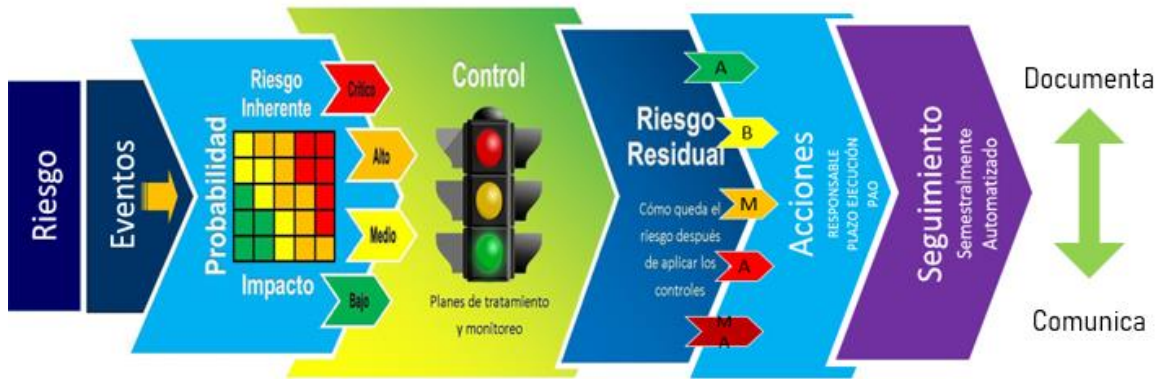 Riesgo
Eventos
Probabilidad
Riesgo
Inherente
Impacto
Crítico
Alto
Medio
Bajo
Control
Planes de tratamiento
y monitoreo
Riesgo
Residual
Cómo queda el
riesgo después
de aplicar los
controles
A
B
M
A
M
A
Acciones
RESPONSABLE
PLAZO EJECUCIÓN
PAO
Seguimiento
Semestralmente
Automatizado
Documenta
Comunica